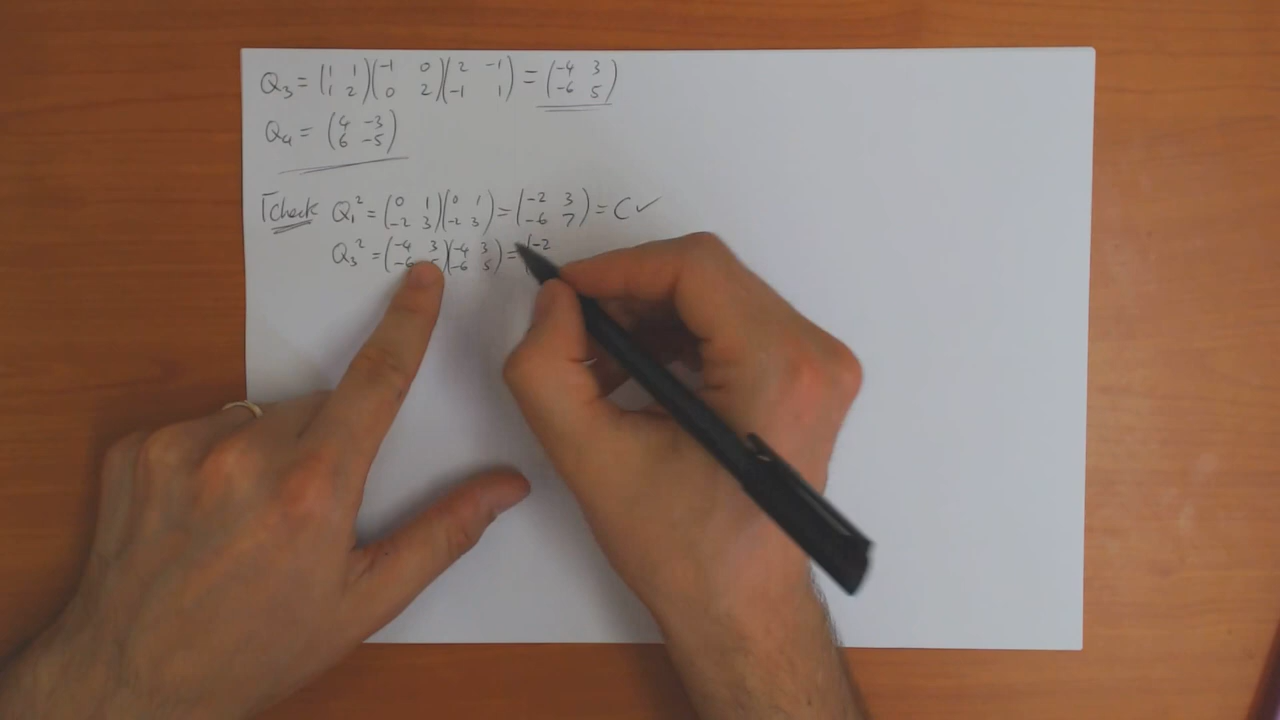 Q₃ = (1 1; 1 2)(-1 0; 0 2)(2 -1; -1 1) = (-4 3; -6 5)
Q₄ = (4 -3; 6 -5)
check Q₁² = (0 1; -2 3)(0 1; -2 3) = (-2 3; -6 7) = C ✓
Q₃² = (-4 3; -6 5)(-4 3; -6 5) = (-2